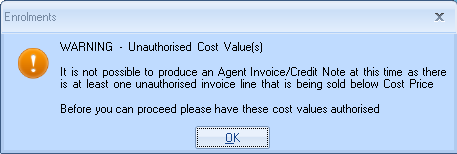 Enrolments
WARNING - Unauthorised Cost Value(s)
It is not possible to produce an Agent Invoice/Credit Note at this time as there
is at least one unauthorised invoice line that is being sold below Cost Price
Before you can proceed please have these cost values authorised
OK